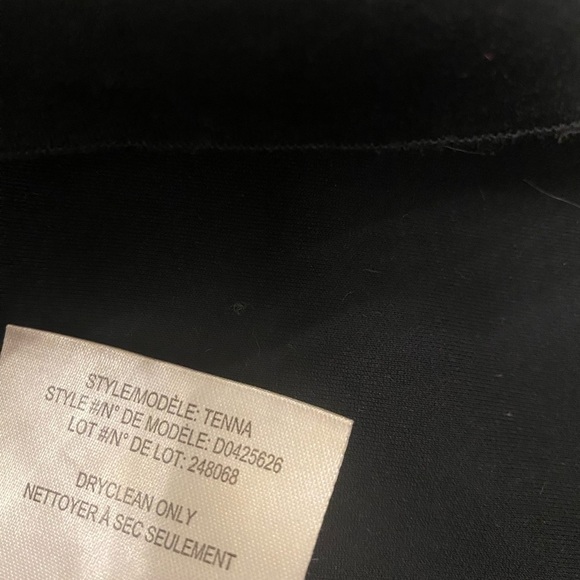 STYLE/MODÈLE: TENNA
STYLE #/N° DE MODÈLE: D0425626
LOT #/N° DE LOT: 248068
DRYCLEAN ONLY
NETTOYER À SEC SEULEMENT